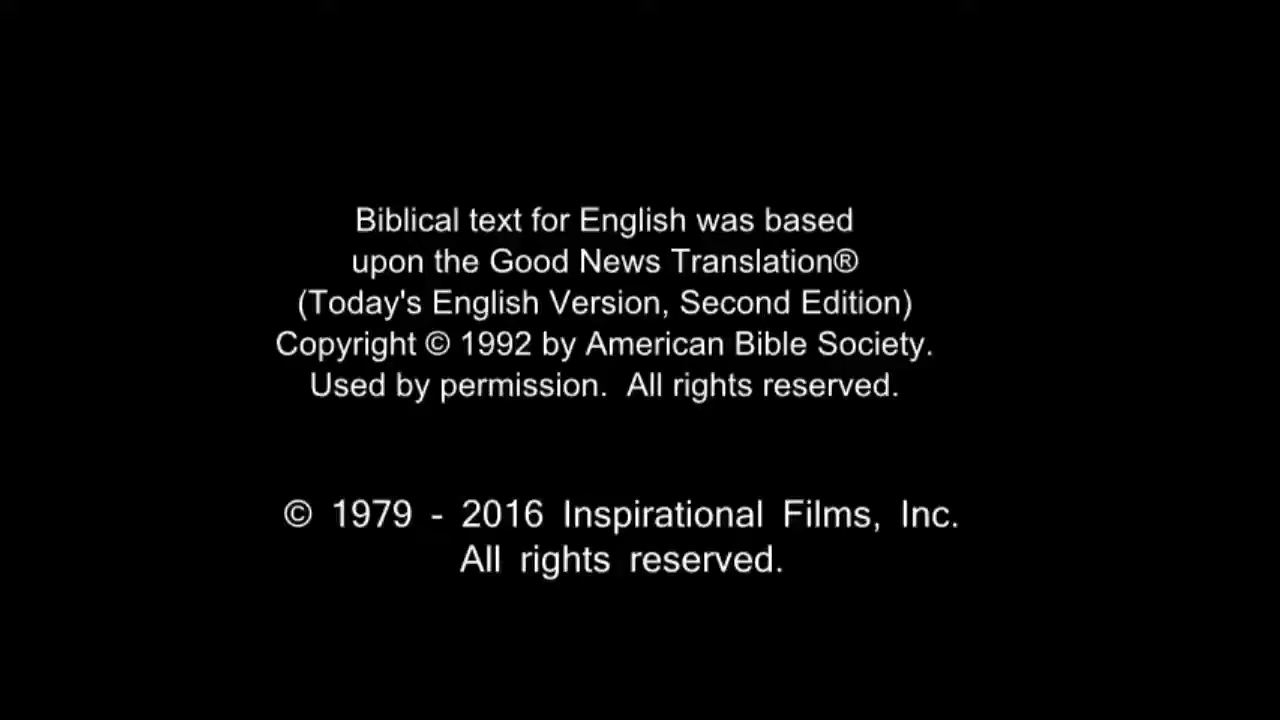 Biblical text for English was based
upon the Good News Translation®
(Today's English Version, Second Edition)
Copyright © 1992 by American Bible Society.
Used by permission.  All rights reserved.
© 1979 - 2016 Inspirational Films, Inc.
All rights reserved.